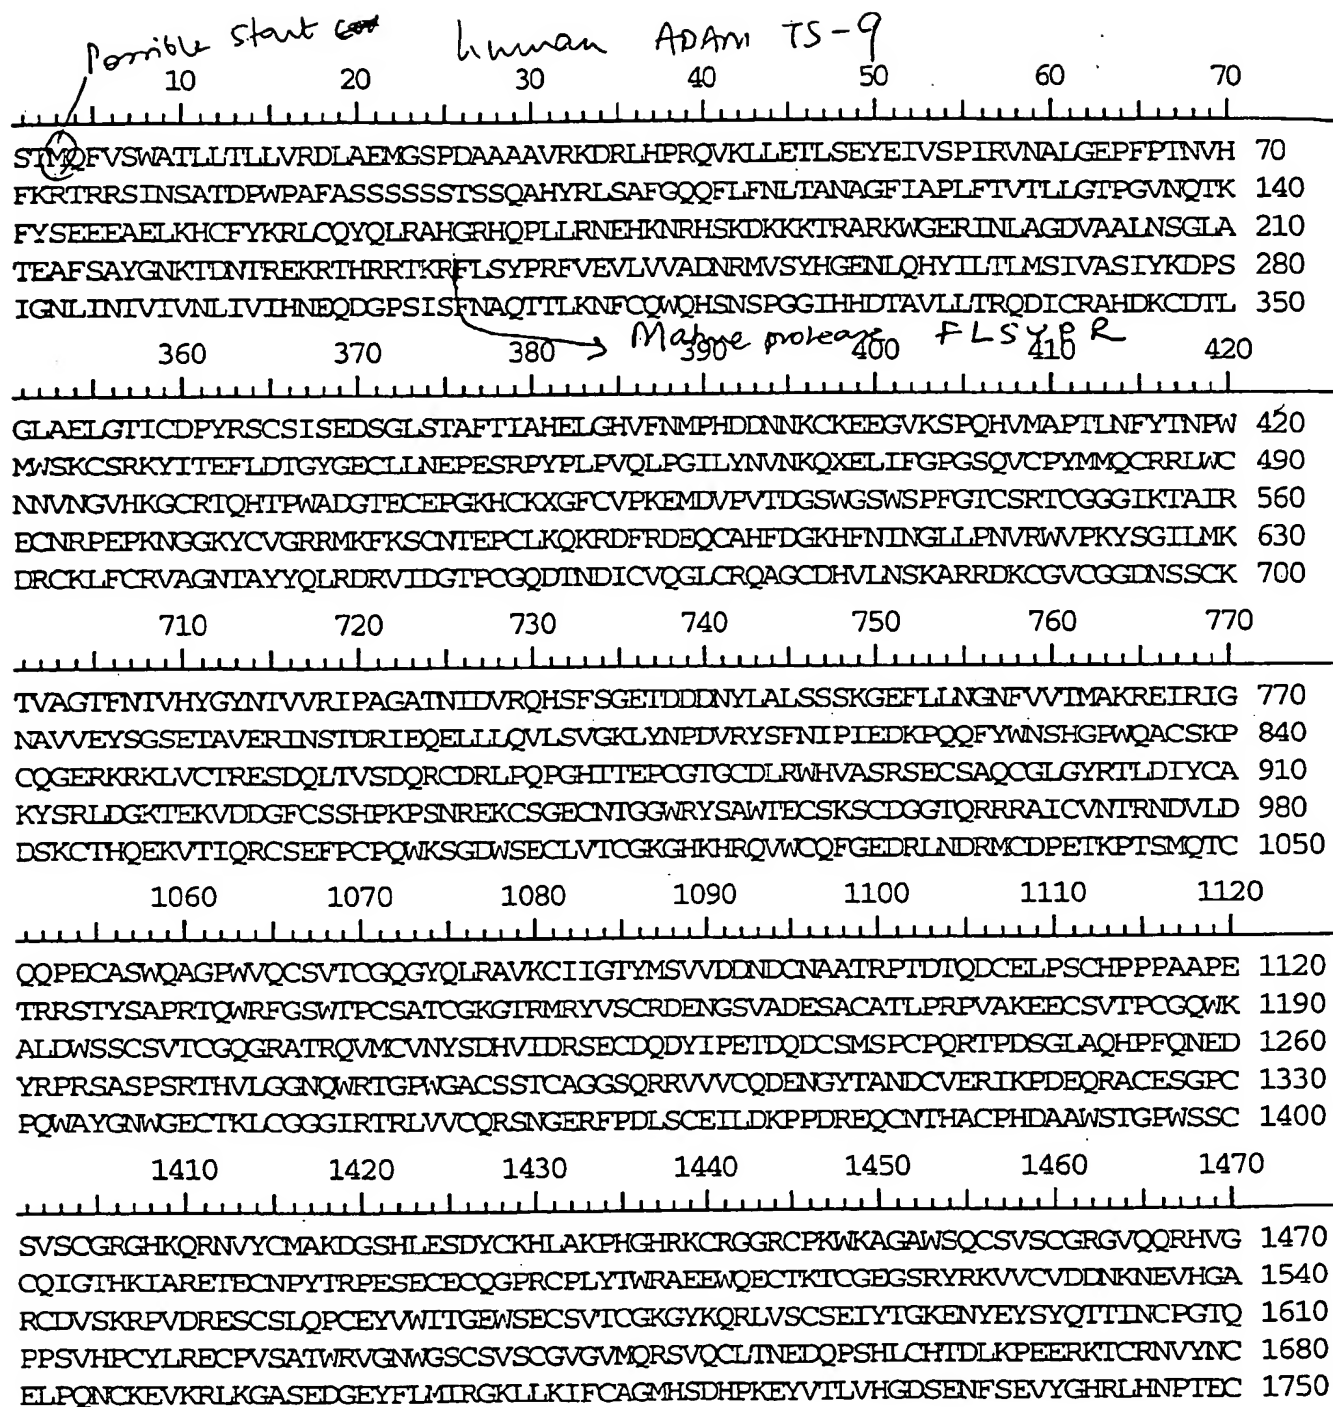 Possible start human ADAM TS-9
10 20 30 40 50 60 70
STMQFVSWATLLTLLVRDLAEMGSPDAAAAVRKDRLHPRQVKLLETLSEYEIVSPIRVNALGEPFPTNVH 70
FKRTRRSINSATDPWPAFASSSSSSTSSQAHYRLSAFGQQFLFNLTANAGFIAPLFTVTLLGTPGVNQTK 140
FYSEEEAELKHCFYKRLCQYQLRAHGRHQPLLRNEHKNRHSKDKKKTRARKWGERINLAGDVAALNSGLA 210
TEAFSAYGNKTDNTREKRTHRRTKRFLSYPRFVEVLVVADNRMVSYHGENLQHYILTLMSIVASIYKDPS 280
IGNLINIVIVNLIVIHNEQDGPSISFNAQTTLKNFCQWQHSNSPGGIHHDTAVLLTRQDICRAHDKCDTL 350
Mature protease FLSYPR
360 370 380 390 400 410 420
GLAELGTICDPYRSCSISEDSGLSTAFTIAHELGHVFNMPHDDNNKCKEEGVKSPQHVMAPTLNFYTNPW 420
MWSKCSRKYITEFLDTGYGECLLNEPESRPYPLPVQLPGILYNVNKQXELIFGPGSQVCPYMMQCRRLWC 490
NNVNGVHKGCRTQHTPWADGTECEPGKHCKXGFCVPKEMDVPVTDGSWGSWSPFGTCSRTCGGGIKTAIR 560
ECNRPEPKNGGKYCVGRRMKFKSCNTEPCLKQKRDFRDEQCAHFDGKHFNINGLLPNVRWVPKYSGILMK 630
DRCKLFCRVAGNTAYYQLRDRVIDGTPCGQDTNDICVQGLCRQAGCDHVLNSKARRDKCGVCGGDNSSCK 700
710 720 730 740 750 760 770
TVAGTFNTVHYGYNTVVRIPAGATNIDVRQHSFSGETDDDNYLALSSSKGEFLLNGNFVVTMAKREIRIG 770
NAVVEYSGSETAVERINSTDRIEQELLLQVLSVGKLYNPDVRYSFNIPIEDKPQQFYWNSHGPWQACSKP 840
CQGERKRKLVCTRESDQLTVSDQRCDRLPQPGHITEPCGTGCDLRWHVASRSECSAQCGLGYRTLDIYCA 910
KYSRLDGKTEKVDDGFCSSHPKPSNREKCSGECNTGGWRYSAWTECSKSCDGGTQRRRAICVNTRNDVLD 980
DSKCTHQEKVTIQRCSEFPCPQWKSGDWSECLVTCGKGHKHRQVWCQFGEDRLNDRMCDPETKPTSMQTC 1050
1060 1070 1080 1090 1100 1110 1120
QQPECASWQAGPWVQCSVTCGQGYQLRAVKCIIGTYMSVVDDNDCNAATRPTDTQDCELPSCHPPPAAPE 1120
TRRSTYSAPRTQWRFGSWTPCSATCGKGTRMRYVSCRDENGSVADESACATLPRPVAKEECSVTPCGQWK 1190
ALDWSSCSVTCGQGRATRQVMCVNYSDHVIDRSECDQDYIPETDQDCSMSPCPQRTPDSGLAQHPFQNED 1260
YRPRSASPSRTHVLGGNQWRTGPWGACSSTCAGGSQRRVVVCQDENGYTANDCVERIKPDEQRACESGPC 1330
PQWAYGNWGECTKLCGGGIRTRLVVCQRSNGERFPDLSCEILDKPPDREQCNTHACPHDAAWSTGPWSSC 1400
1410 1420 1430 1440 1450 1460 1470
SVSCGRGHKQRNVYCMAKDGSHLESDYCKHLAKPHGHRKCRGGRCPKWKAGAWSQCSVSCGRGVQQRHVG 1470
CQIGTHKIARETECNPYTRPESECECQGPRCPLYTWRAEEWQECTKTCGEGSRYRKVVCVDDNKNEVHGA 1540
RCDVSKRPVDRESCSLQPCEYVWITGEWSECSVTCGKGYKQRLVSCSEIYTGKENYEYSYQTTINCPGTQ 1610
PPSVHPCYLRECPVSATWRVGNWGSCSVSCGVGVMQRSVQCLTNEDQPSHLCHTDLKPEERKTCRNVYNC 1680
ELPQNCKEVKRLKGASEDGEYFLMIRGKLLKIFCAGMHSDHPKEYVTLVHGDSENFSEVYGHRLHNPTEC 1750